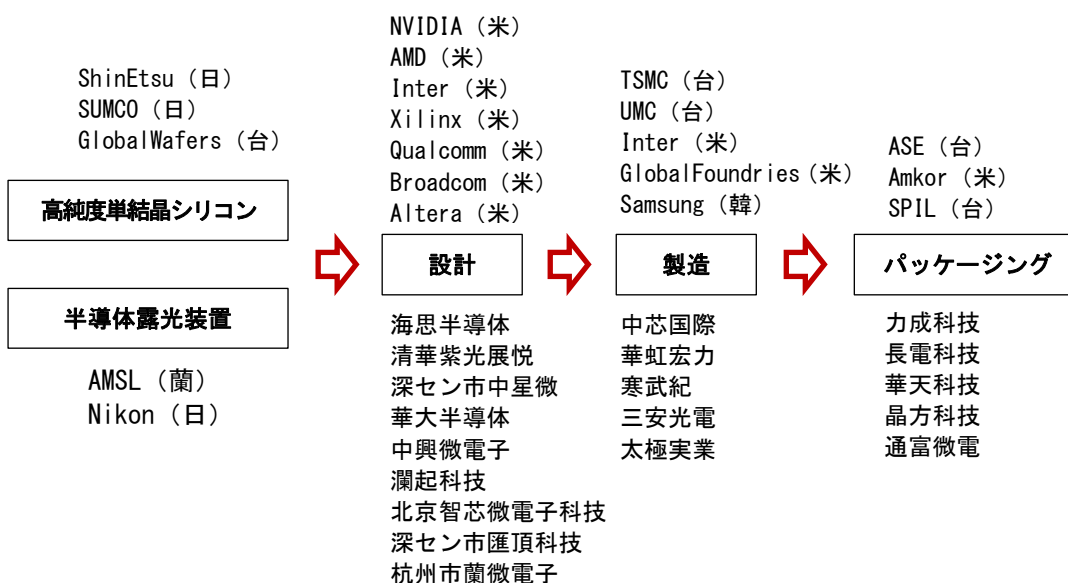 ShinEtsu（日）
SUMCO（日）
GlobalWafers（台）
高純度単結晶シリコン
半導体露光装置
AMSL（蘭）
Nikon（日）
NVIDIA（米）
AMD（米）
Inter（米）
Xilinx（米）
Qualcomm（米）
Broadcom（米）
Altera（米）
設計
海思半導体
清華紫光展悦
深セン市中星微
華大半導体
中興微電子
瀾起科技
北京智芯微電子科技
深セン市匯頂科技
杭州市蘭微電子
TSMC（台）
UMC（台）
Inter（米）
GlobalFoundries（米）
Samsung（韓）
製造
中芯国際
華虹宏力
寒武紀
三安光電
太極実業
ASE（台）
Amkor（米）
SPIL（台）
パッケージング
力成科技
長電科技
華天科技
晶方科技
通富微電